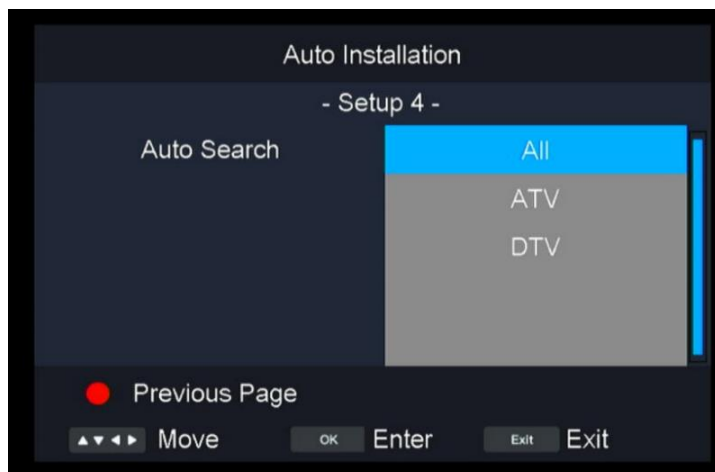 Auto Installation
- Setup 4 -
Auto Search
All
ATV
DTV
Previous Page
▲▼◄► Move OK Enter Exit Exit